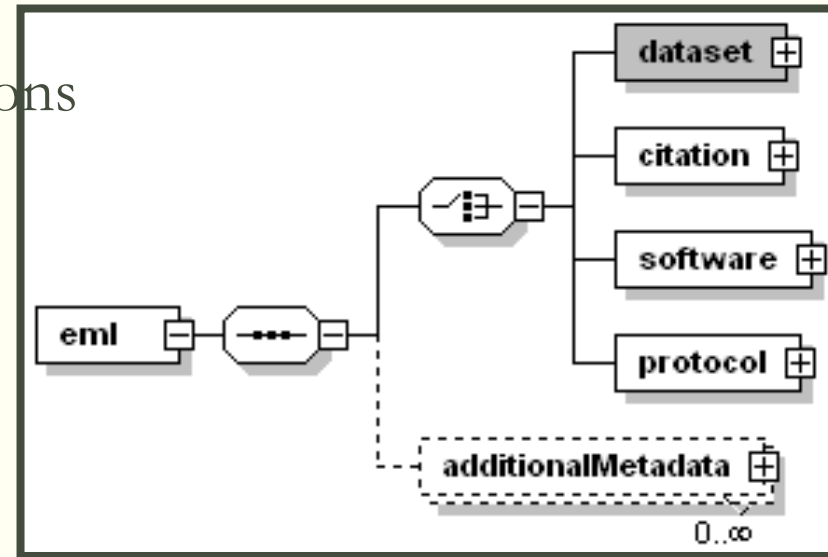 ons
dataset
citation
software
eml
protocol
additionalMetadata
0..∞